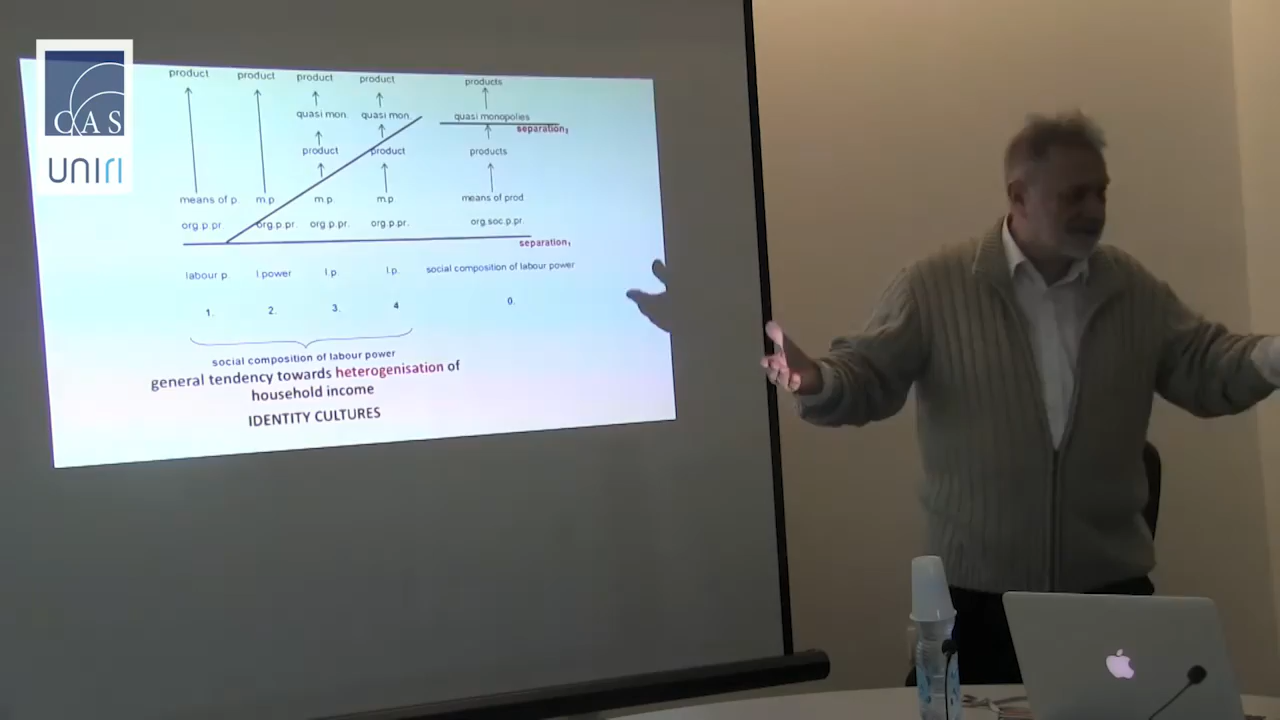 CAS
UNIRI
product product product product products
quasi mon. quasi mon. quasi monopolies
separation,
product product products
means of p. m.p. m.p. m.p. means of prod
org.p.pr. org.p.pr. org.p.pr. org.p.pr. org.soc.p.pr.
separation,
labour p. l.power l.p. l.p. social composition of labour power
1. 2. 3. 4 0.
social composition of labour power
general tendency towards heterogenisation of
household income
IDENTITY CULTURES